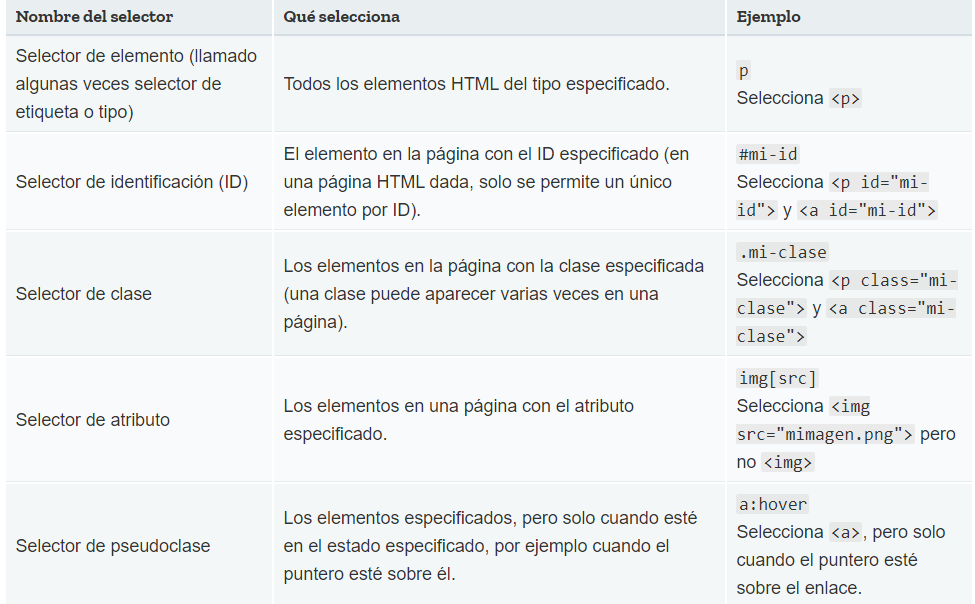 Nombre del selector
Qué selecciona
Ejemplo
Selector de elemento (llamado
algunas veces selector de
etiqueta o tipo)
Todos los elementos HTML del tipo especificado.
p
Selecciona <p>
Selector de identificación (ID)
El elemento en la página con el ID especificado (en
una página HTML dada, solo se permite un único
elemento por ID).
#mi-id
Selecciona <p id="mi-
id"> y <a id="mi-id">
Selector de clase
Los elementos en la página con la clase especificada
(una clase puede aparecer varias veces en una
página).
.mi-clase
Selecciona <p class="mi-
clase"> y <a class="mi-
clase">
Selector de atributo
Los elementos en una página con el atributo
especificado.
img[src]
Selecciona <img
src="mimagen.png"> pero
no <img>
Selector de pseudoclase
Los elementos especificados, pero solo cuando esté
en el estado especificado, por ejemplo cuando el
puntero esté sobre él.
a:hover
Selecciona <a>, pero solo
cuando el puntero esté
sobre el enlace.